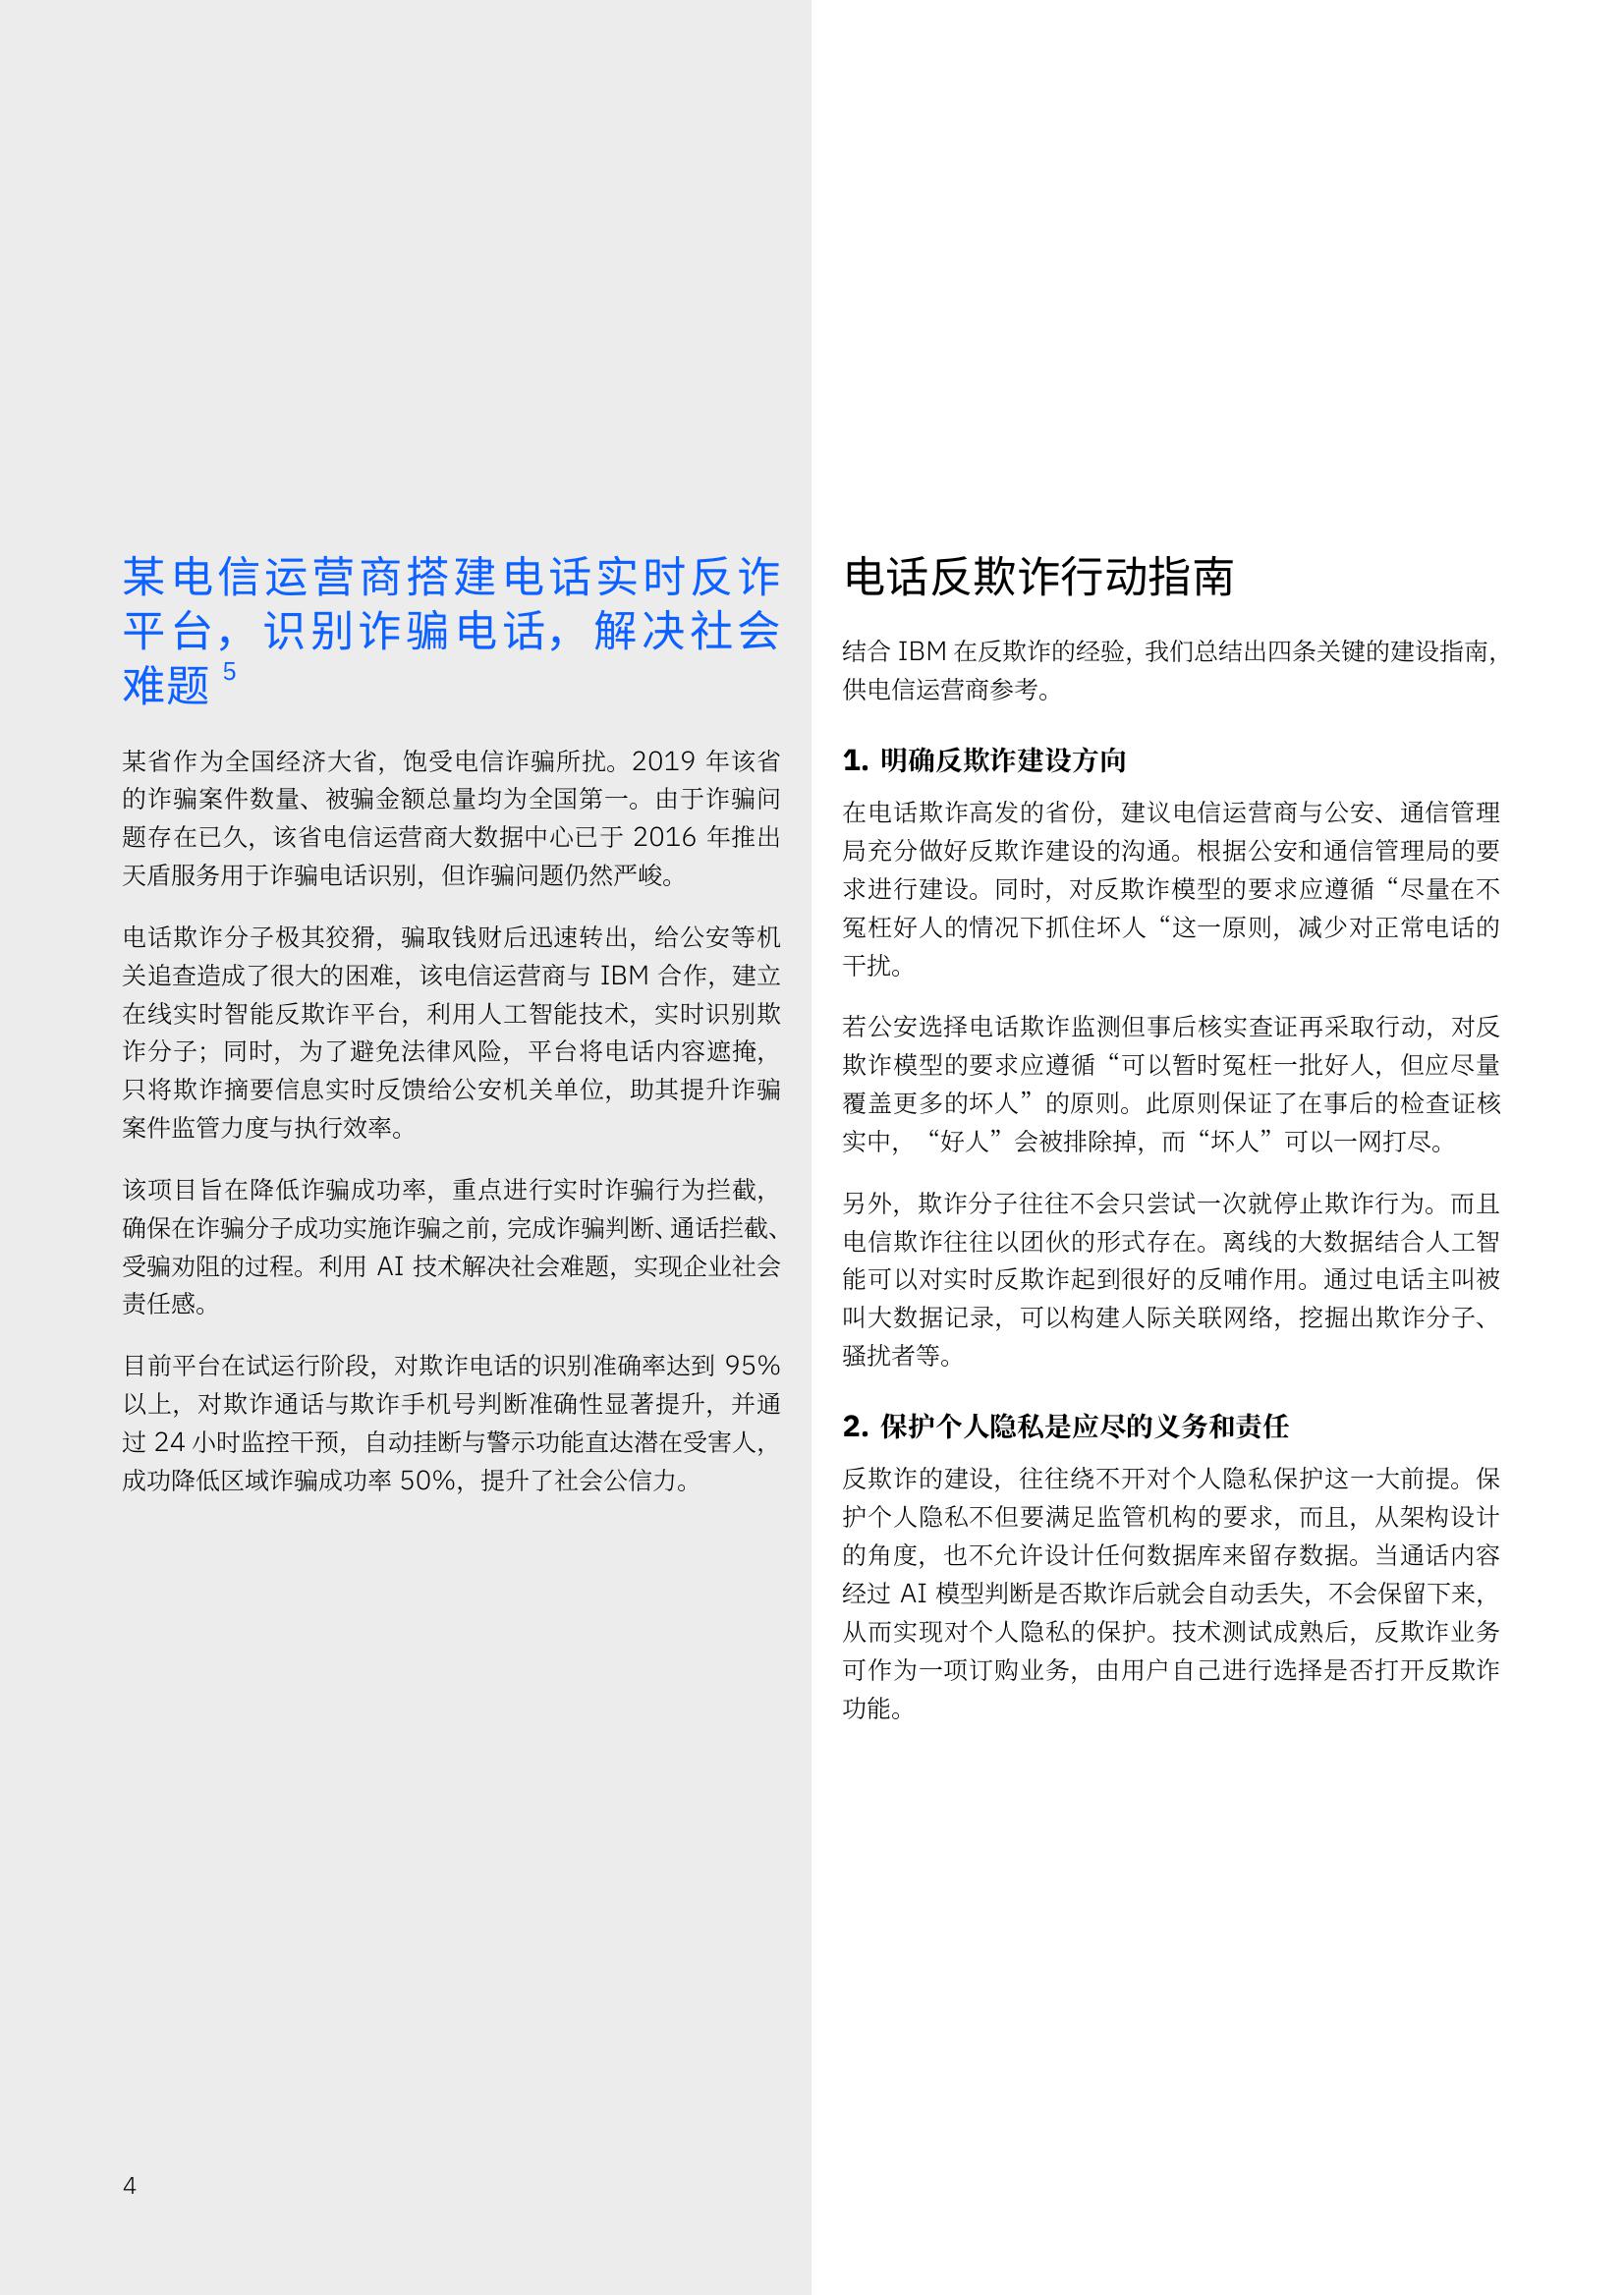 某电信运营商搭建电话实时反诈
平台，识别诈骗电话，解决社会
难题 5
某省作为全国经济大省，饱受电信诈骗所扰。2019 年该省
的诈骗案件数量、被骗金额总量均为全国第一。由于诈骗问
题存在已久，该省电信运营商大数据中心已于 2016 年推出
天盾服务用于诈骗电话识别，但诈骗问题仍然严峻。
电话欺诈分子极其狡猾，骗取钱财后迅速转出，给公安等机
关追查造成了很大的困难，该电信运营商与 IBM 合作，建立
在线实时智能反欺诈平台，利用人工智能技术，实时识别欺
诈分子；同时，为了避免法律风险，平台将电话内容遮掩，
只将欺诈摘要信息实时反馈给公安机关单位，助其提升诈骗
案件监管力度与执行效率。
该项目旨在降低诈骗成功率，重点进行实时诈骗行为拦截，
确保在诈骗分子成功实施诈骗之前，完成诈骗判断、通话拦截、
受骗劝阻的过程。利用 AI 技术解决社会难题，实现企业社会
责任感。
目前平台在试运行阶段，对欺诈电话的识别准确率达到 95%
以上，对欺诈通话与欺诈手机号判断准确性显著提升，并通
过 24 小时监控干预，自动挂断与警示功能直达潜在受害人，
成功降低区域诈骗成功率 50%，提升了社会公信力。
电话反欺诈行动指南
结合 IBM 在反欺诈的经验，我们总结出四条关键的建设指南，
供电信运营商参考。
1. 明确反欺诈建设方向
在电话欺诈高发的省份，建议电信运营商与公安、通信管理
局充分做好反欺诈建设的沟通。根据公安和通信管理局的要
求进行建设。同时，对反欺诈模型的要求应遵循“尽量在不
冤枉好人的情况下抓住坏人“这一原则，减少对正常电话的
干扰。
若公安选择电话欺诈监测但事后核实查证再采取行动，对反
欺诈模型的要求应遵循“可以暂时冤枉一批好人，但应尽量
覆盖更多的坏人”的原则。此原则保证了在事后的检查证核
实中，“好人”会被排除掉，而“坏人”可以一网打尽。
另外，欺诈分子往往不会只尝试一次就停止欺诈行为。而且
电信欺诈往往以团伙的形式存在。离线的大数据结合人工智
能可以对实时反欺诈起到很好的反哺作用。通过电话主叫被
叫大数据记录，可以构建人际关联网络，挖掘出欺诈分子、
骚扰者等。
2. 保护个人隐私是应尽的义务和责任
反欺诈的建设，往往绕不开对个人隐私保护这一大前提。保
护个人隐私不但要满足监管机构的要求，而且，从架构设计
的角度，也不允许设计任何数据库来留存数据。当通话内容
经过 AI 模型判断是否欺诈后就会自动丢失，不会保留下来，
从而实现对个人隐私的保护。技术测试成熟后，反欺诈业务
可作为一项订购业务，由用户自己进行选择是否打开反欺诈
功能。
4